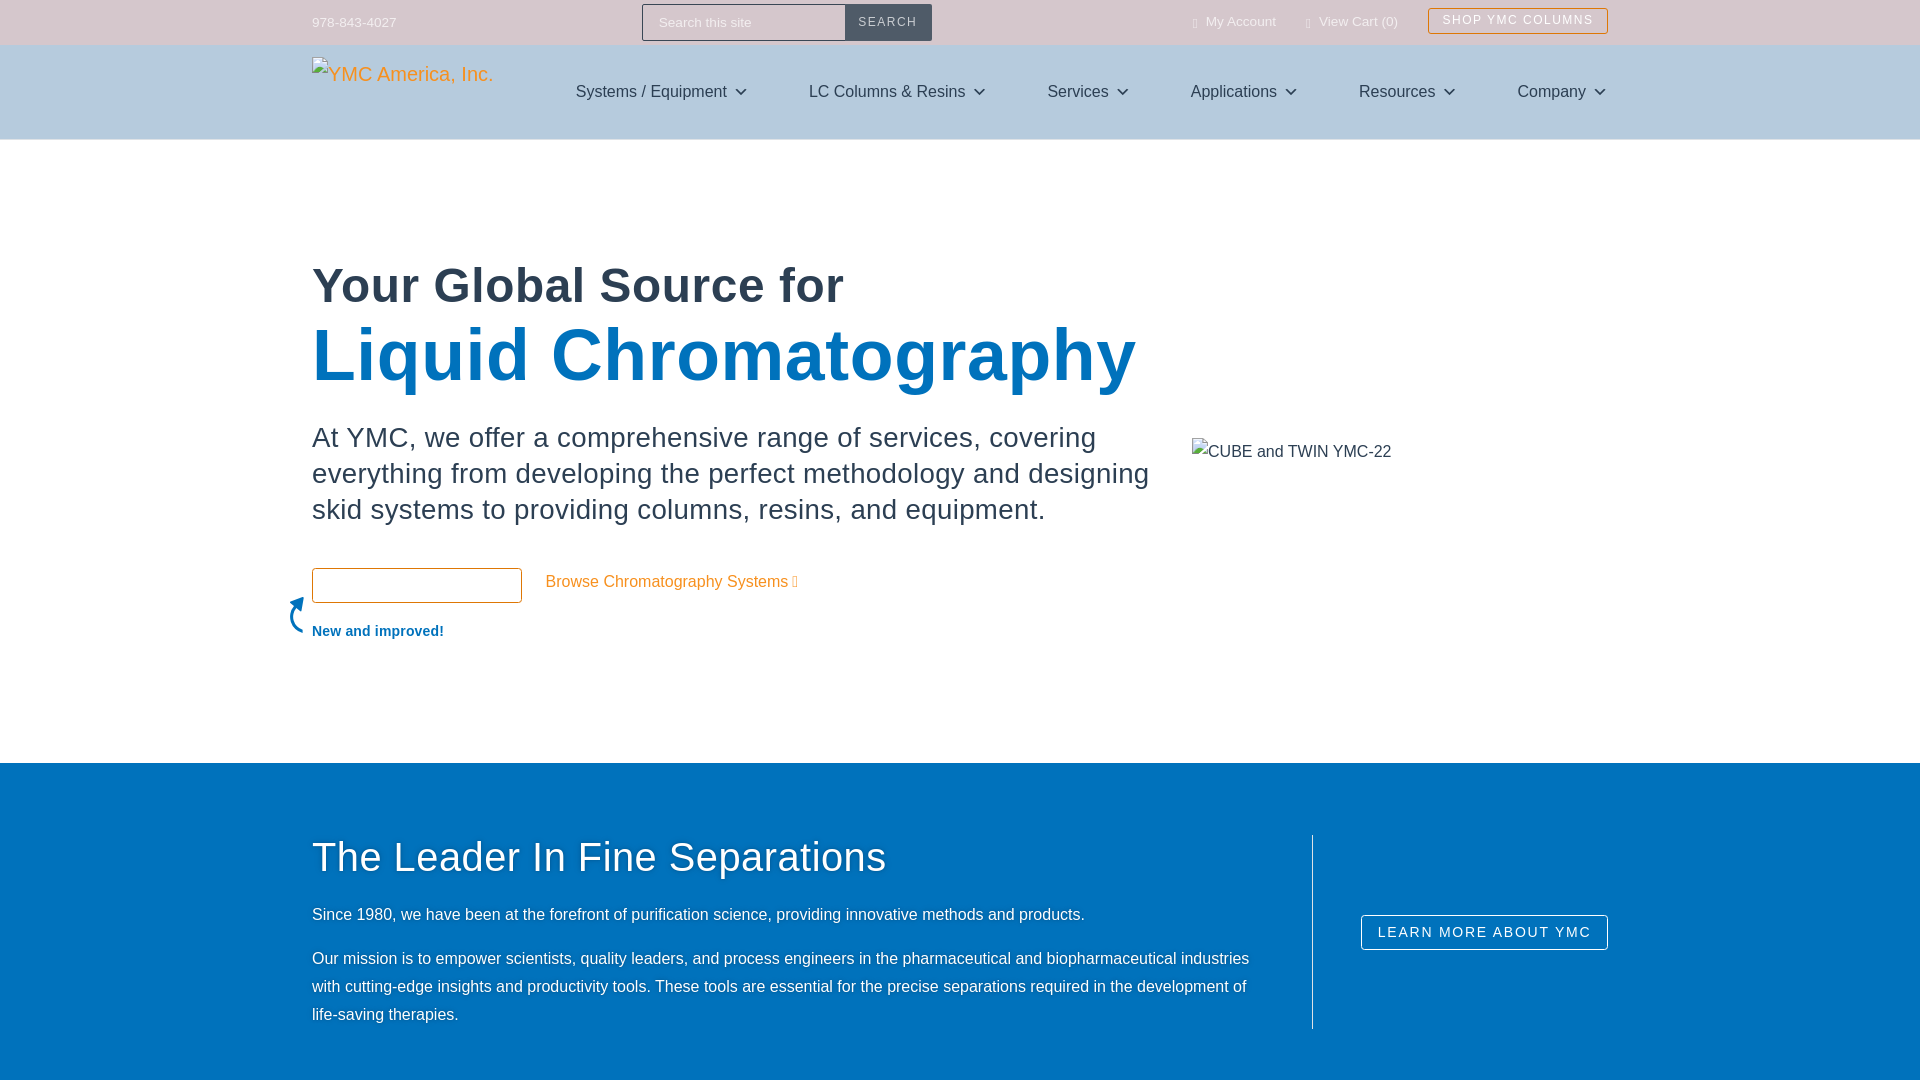 978-843-4027
Search this site
SEARCH
My Account
View Cart (0)
SHOP YMC COLUMNS
YMC America, Inc.
Systems / Equipment
LC Columns & Resins
Services
Applications
Resources
Company
Your Global Source for
Liquid Chromatography
At YMC, we offer a comprehensive range of services, covering
everything from developing the perfect methodology and designing
skid systems to providing columns, resins, and equipment.
CUBE and TWIN YMC-22
Browse Chromatography Systems
New and improved!
The Leader In Fine Separations
Since 1980, we have been at the forefront of purification science, providing innovative methods and products.
Our mission is to empower scientists, quality leaders, and process engineers in the pharmaceutical and biopharmaceutical industries
with cutting-edge insights and productivity tools. These tools are essential for the precise separations required in the development of
life-saving therapies.
LEARN MORE ABOUT YMC